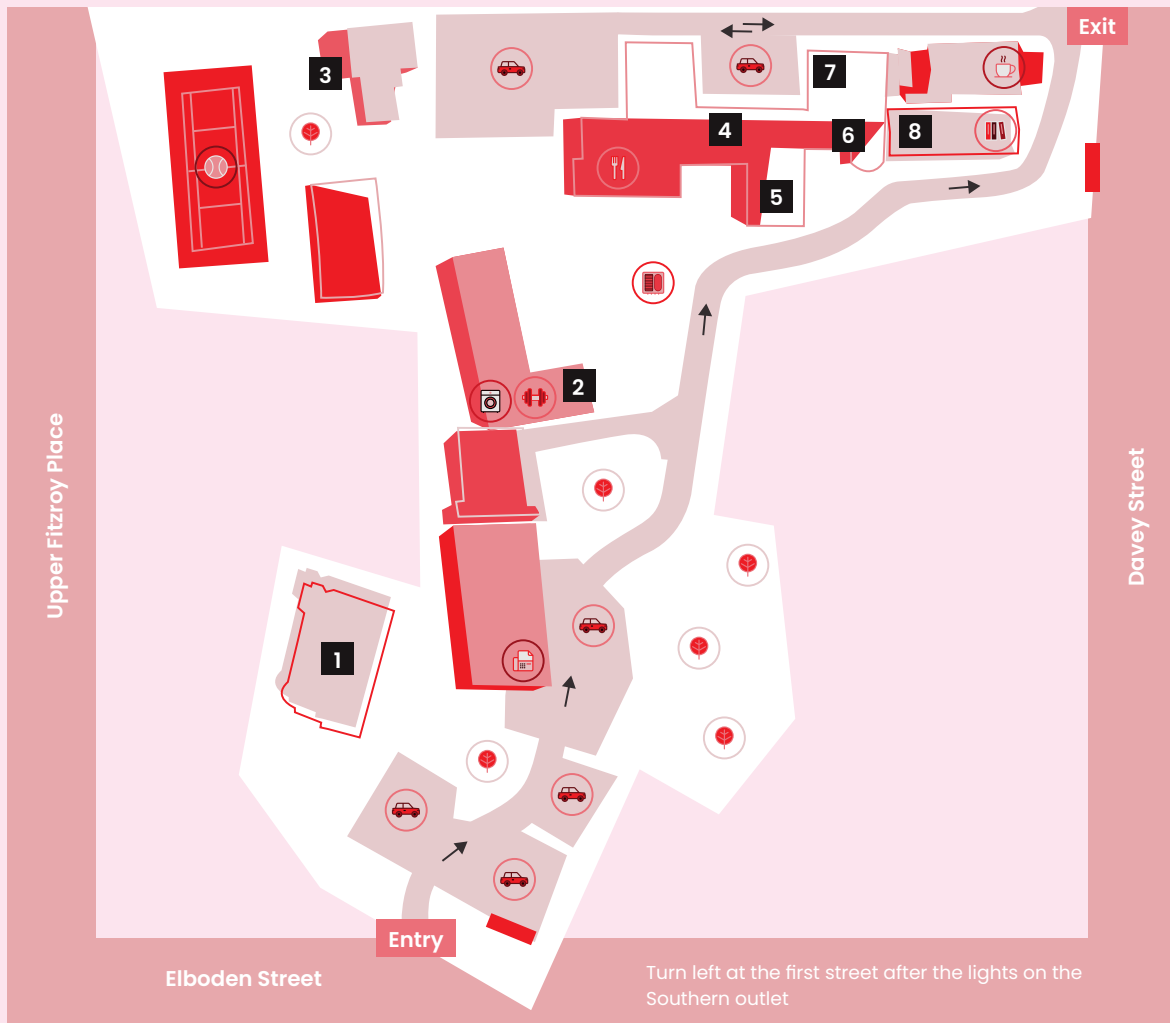 Exit
3
7
4
6
8
5
2
Upper Fitzroy Place
Davey Street
1
Entry
Elboden Street
Turn left at the first street after the lights on the
Southern outlet